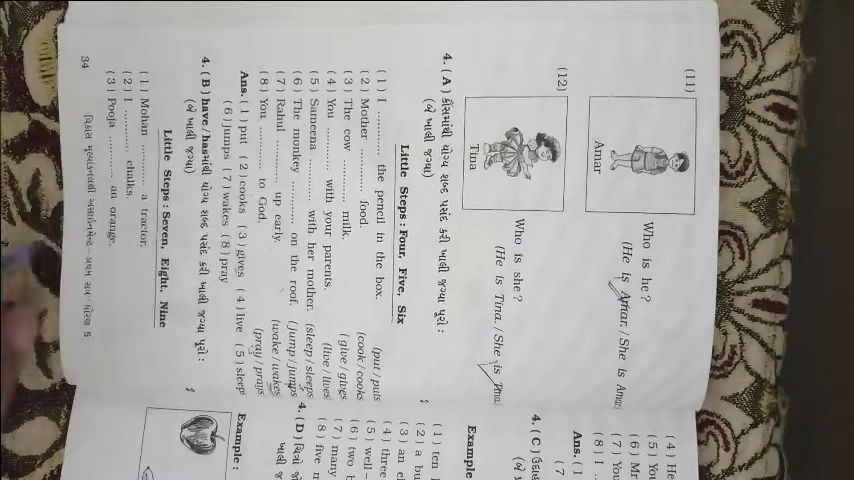 (11)
Amar
Who is he?
(He is Amar. / She is Amar
(12)
Tina
Who is she?
(He is Tina. / She is Tina
4. (A) કૌંસમાંથી યોગ્ય શબ્દ પસંદ કરી ખાલી જગ્યા પૂરો :
(બે ખાલી જગ્યા)
Little Steps : Four, Five, Six
(1) I ........... the pencil in the box. (put / puts
(2) Mother ........... food. (cook / cooks
(3) The cow ........... milk. (give / gives
(4) You ........... with your parents. (live / lives
(5) Sameena ........... with her mother. (sleep / sleeps
(6) The monkey ........... on the roof. (jump / jumps
(7) Rahul ........... up early. (wake / wakes
(8) You ........... to God. (pray / prays
Ans. (1) put (2) cooks (3) gives (4) live (5) sleeps
(6) jumps (7) wakes (8) pray
4. (B) have / hasમાંથી યોગ્ય શબ્દ પસંદ કરી ખાલી જગ્યા પૂરો :
(બે ખાલી જગ્યા)
Little Steps : Seven, Eight, Nine
(1) Mohan ........... a tractor.
(2) I ........... chalks.
(3) Pooja ........... an orange.
34
(4) He
(5) You
(6) Mr
(7) You
(8) I ..
Ans. (1
(7
4. (C)
Example
(1) ten
(2) a bu
(3) an el
(4) three
(5) well –
(6) two b
(7) many
(8) five m
4. (D) ચિત્રો જો
ખાલી જ
Example :